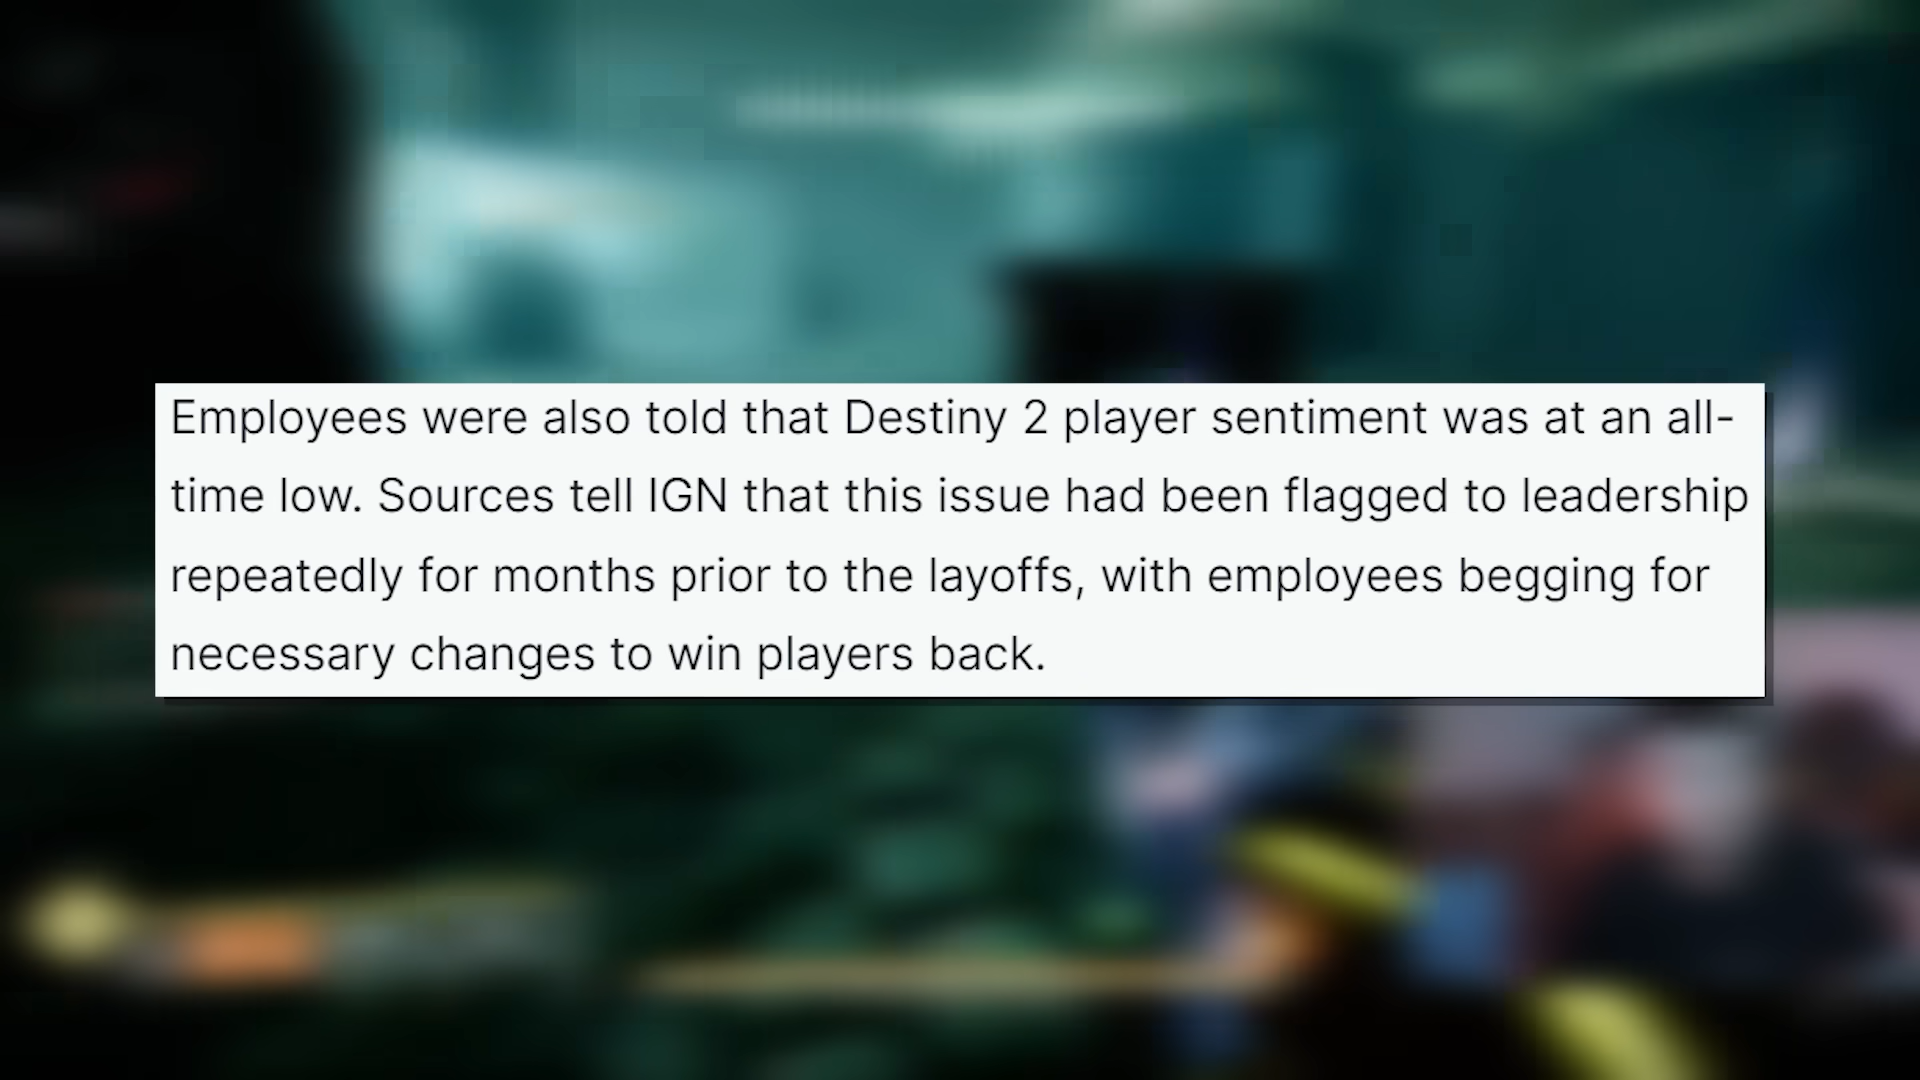 Employees were also told that Destiny 2 player sentiment was at an all-
time low. Sources tell IGN that this issue had been flagged to leadership
repeatedly for months prior to the layoffs, with employees begging for
necessary changes to win players back.